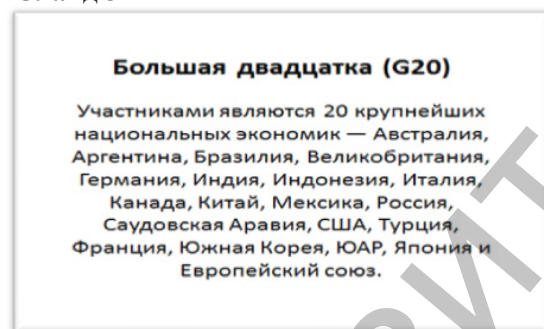 Большая двадцатка (G20)
Участниками являются 20 крупнейших
национальных экономик — Австралия,
Аргентина, Бразилия, Великобритания,
Германия, Индия, Индонезия, Италия,
Канада, Китай, Мексика, Россия,
Саудовская Аравия, США, Турция,
Франция, Южная Корея, ЮАР, Япония и
Европейский союз.